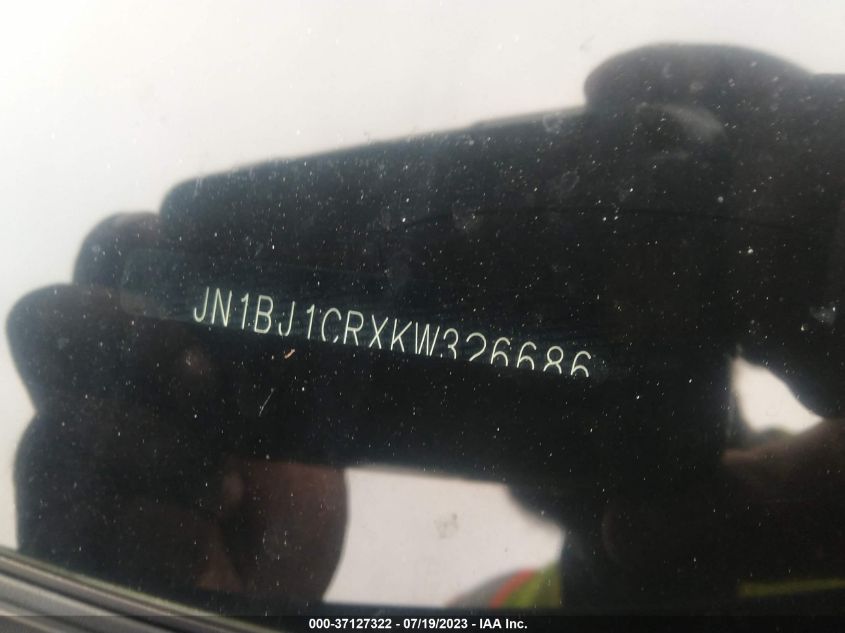 JN1BJ1CRXKW326686
000-37127322 - 07/19/2023 - IAA Inc.